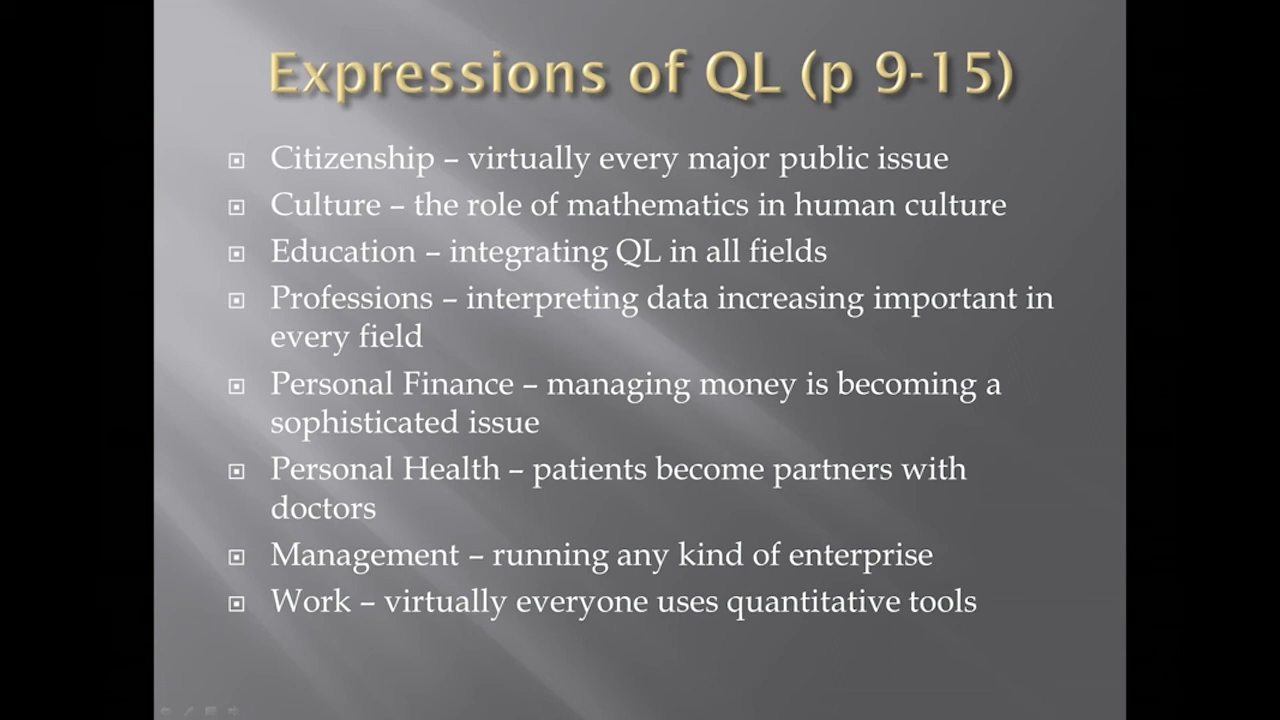 Expressions of QL (p 9-15)
Citizenship – virtually every major public issue
Culture – the role of mathematics in human culture
Education – integrating QL in all fields
Professions – interpreting data increasing important in
every field
Personal Finance – managing money is becoming a
sophisticated issue
Personal Health – patients become partners with
doctors
Management – running any kind of enterprise
Work – virtually everyone uses quantitative tools